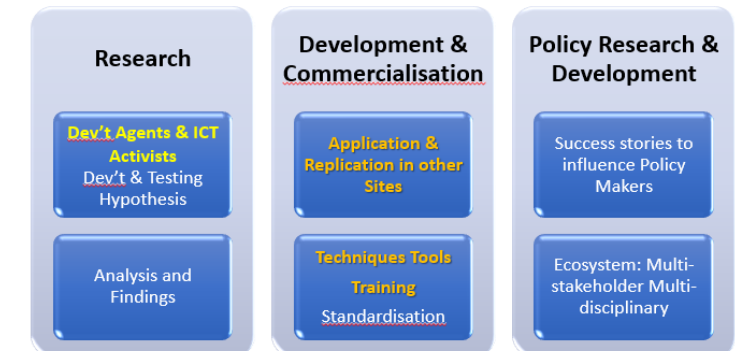 Research
Dev't Agents & ICT
Activists
Dev't & Testing
Hypothesis
Analysis and
Findings
Development &
Commercialisation
Application &
Replication in other
Sites
Techniques Tools
Training
Standardisation
Policy Research &
Development
Success stories to
influence Policy
Makers
Ecosystem: Multi-
stakeholder Multi-
disciplinary